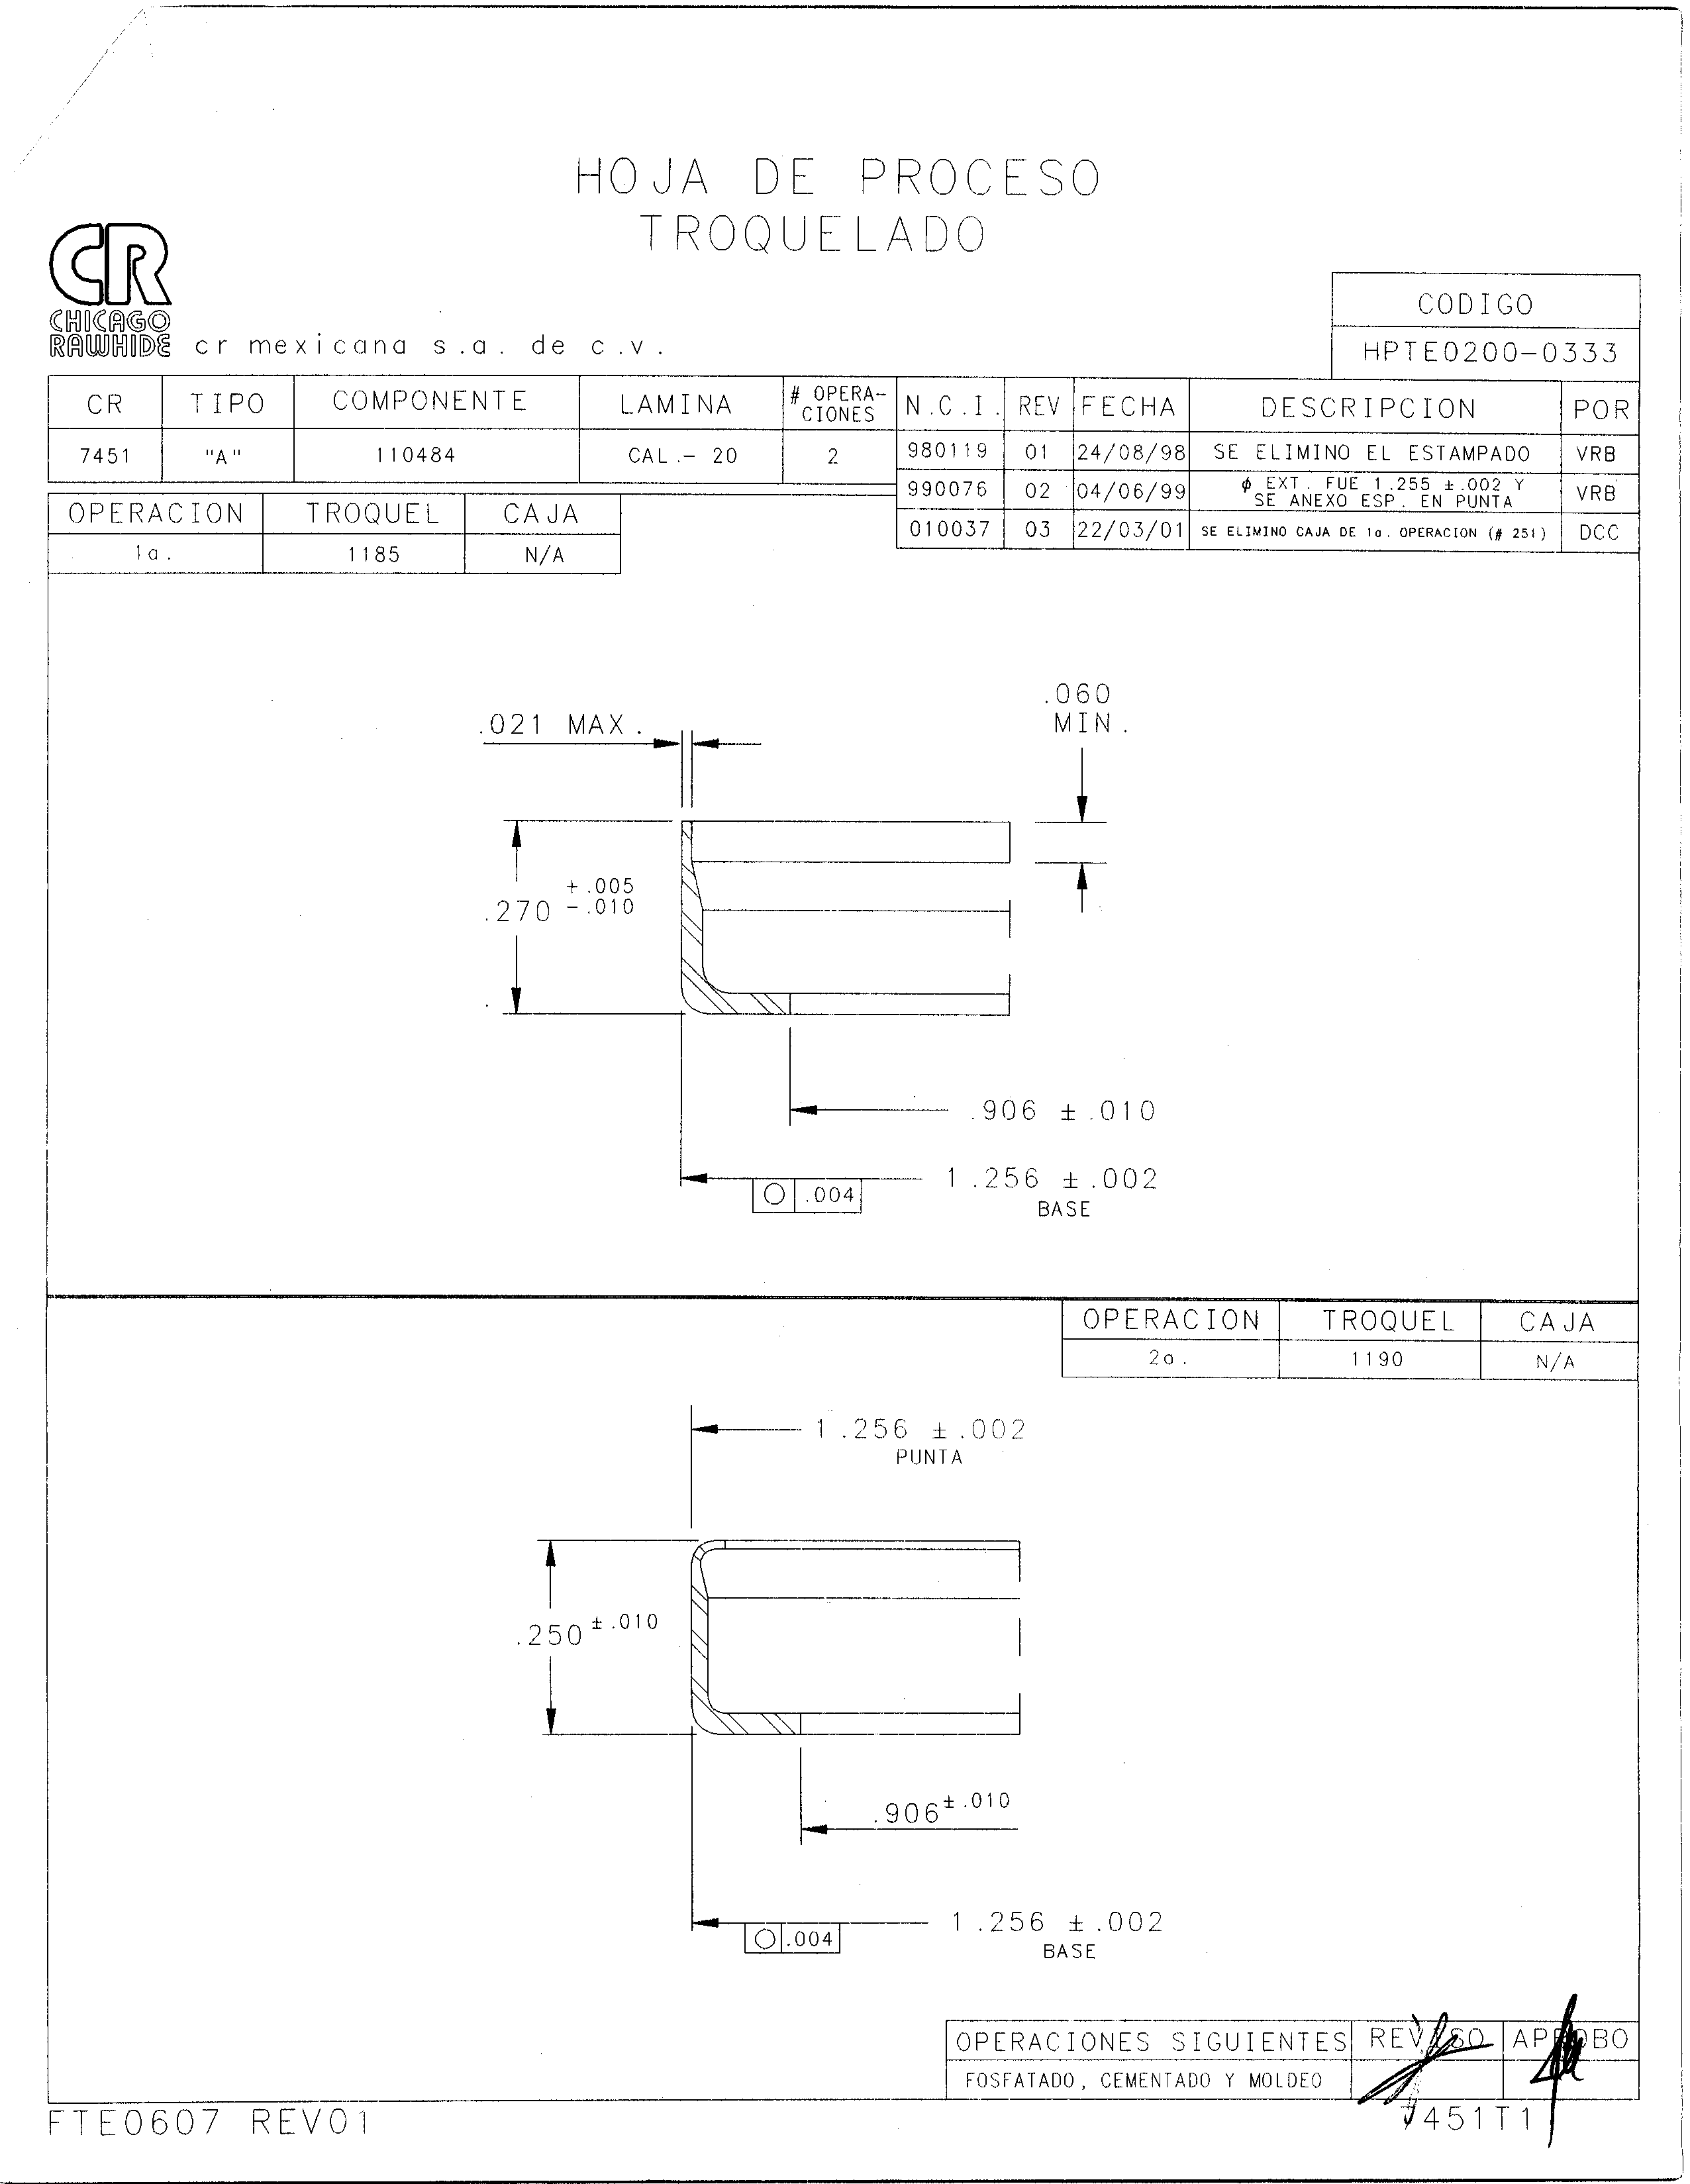 HOJA DE PROCESO
TROQUELADO
CR
CHICAGO
RAWHIDE
cr mexicana s.a. de c.v.
CODIGO
HPTE0200-0333
CR TIPO COMPONENTE LAMINA # OPERA-CIONES
7451 "A" 110484 CAL.- 20 2
N.C.I. REV FECHA DESCRIPCION POR
980119 01 24/08/98 SE ELIMINO EL ESTAMPADO VRB
990076 02 04/06/99 ϕ EXT. FUE 1.255 ±.002 Y
SE ANEXO ESP. EN PUNTA VRB
010037 03 22/03/01 SE ELIMINO CAJA DE 1a. OPERACION (# 251) DCC
OPERACION TROQUEL CAJA
1a. 1185 N/A
.021 MAX.
.060
MIN.
.270 +.005 -.010
.906 ±.010
1.256 ±.002
BASE
○ .004
OPERACION TROQUEL CAJA
2a. 1190 N/A
1.256 ±.002
PUNTA
.250 ±.010
.906 ±.010
1.256 ±.002
BASE
○ .004
OPERACIONES SIGUIENTES REVISO APROBO
FOSFATADO, CEMENTADO Y MOLDEO
FTE0607 REV01
7451T1